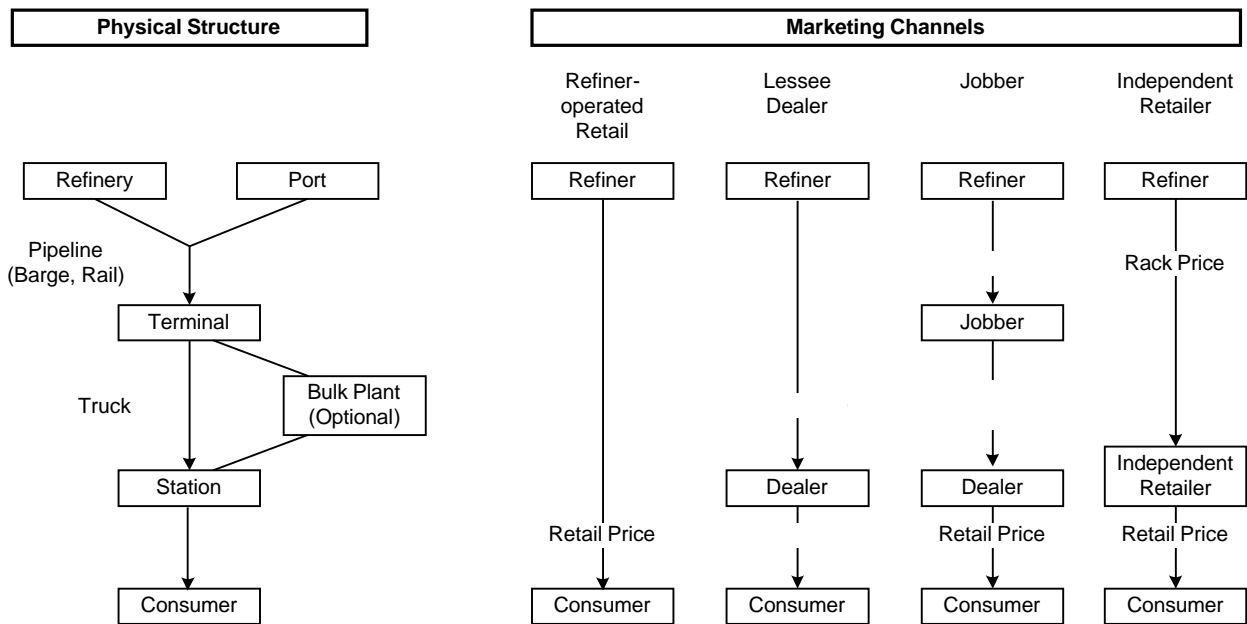 Physical Structure
Marketing Channels
Refiner-
operated
Retail
Lessee
Dealer
Jobber
Independent
Retailer
Refinery
Port
Refiner
Refiner
Refiner
Refiner
Pipeline
(Barge, Rail)
Rack Price
Terminal
Jobber
Truck
Bulk Plant
(Optional)
Station
Dealer
Dealer
Independent
Retailer
Retail Price
Retail Price
Retail Price
Consumer
Consumer
Consumer
Consumer
Consumer